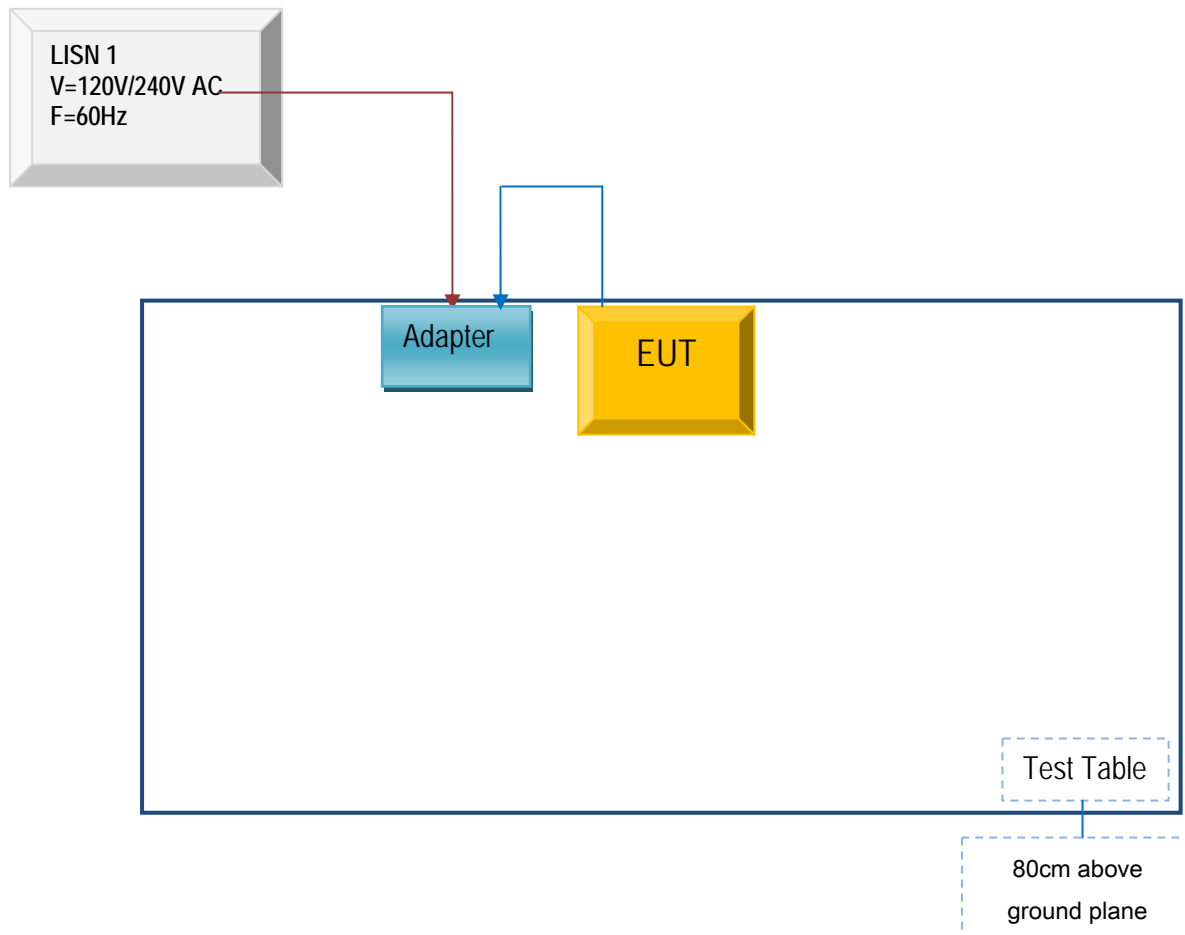 LISN 1
V=120V/240V AC
F=60Hz
Adapter
EUT
Test Table
80cm above
ground plane